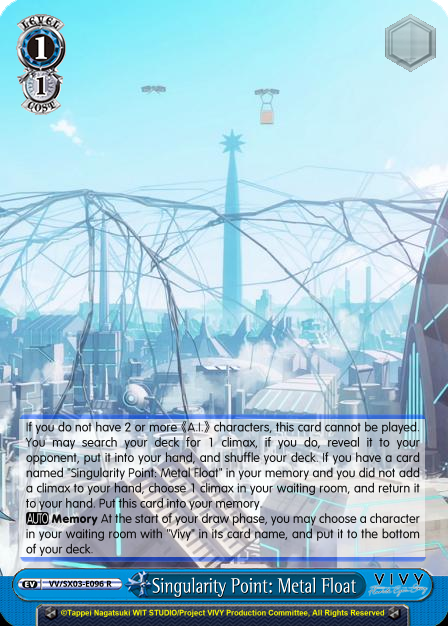 LEVEL
1
1
COST
If you do not have 2 or more 《A.I.》 characters, this card cannot be played.
You may search your deck for 1 climax, if you do, reveal it to your
opponent, put it into your hand, and shuffle your deck. If you have a card
named "Singularity Point: Metal Float" in your memory and you did not add
a climax to your hand, choose 1 climax in your waiting room, and return it
to your hand. Put this card into your memory.
AUTO Memory At the start of your draw phase, you may choose a character
in your waiting room with "Vivy" in its card name, and put it to the bottom
of your deck.
EV VV/SX03-E096 R Singularity Point: Metal Float VIVY
©Tappei Nagatsuki WIT STUDIO/Project VIVY Production Committee, All Rights Reserved